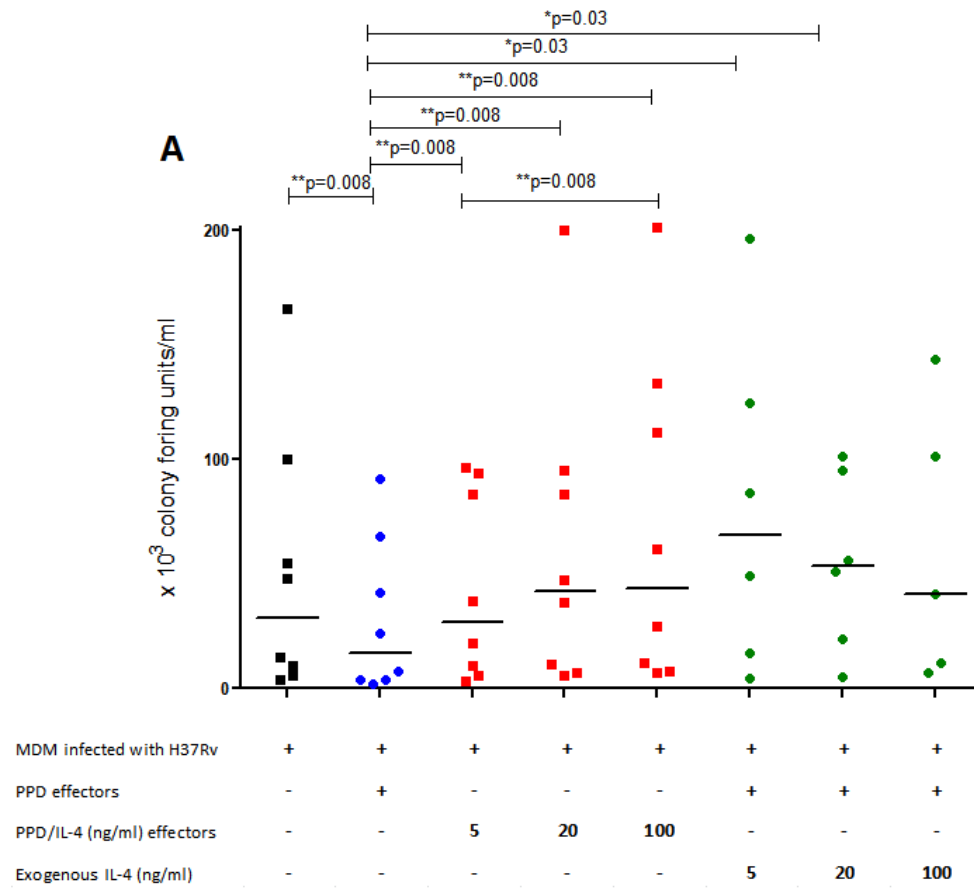 *p=0.03
*p=0.03
**p=0.008
**p=0.008
A
**p=0.008
**p=0.008
**p=0.008
200
100
0
x 10³ colony foring units/ml
MDM infected with H37Rv + + + + + + + +
PPD effectors - + - - - + + +
PPD/IL-4 (ng/ml) effectors - - 5 20 100 - - -
Exogenous IL-4 (ng/ml) - - - - - 5 20 100